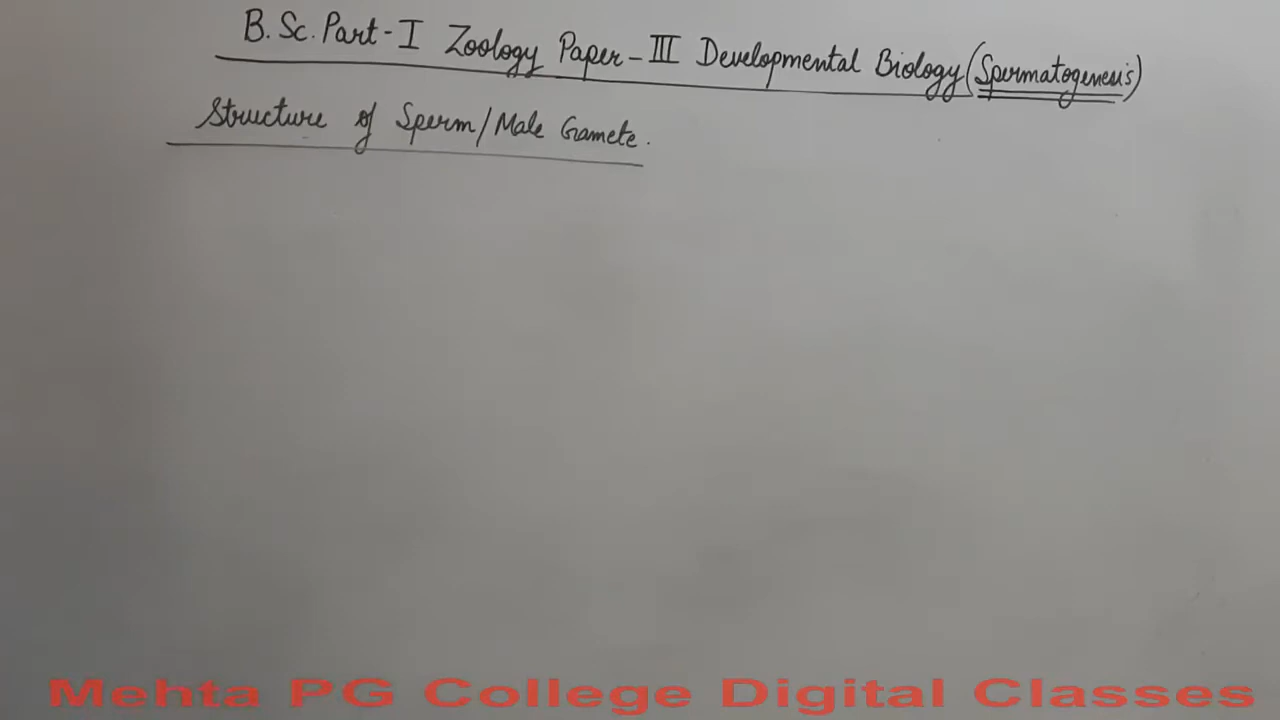 B.Sc. Part-I Zoology Paper-III Developmental Biology (Spermatogenesis)
Structure of Sperm/Male Gamete.
Mehta PG College Digital Classes